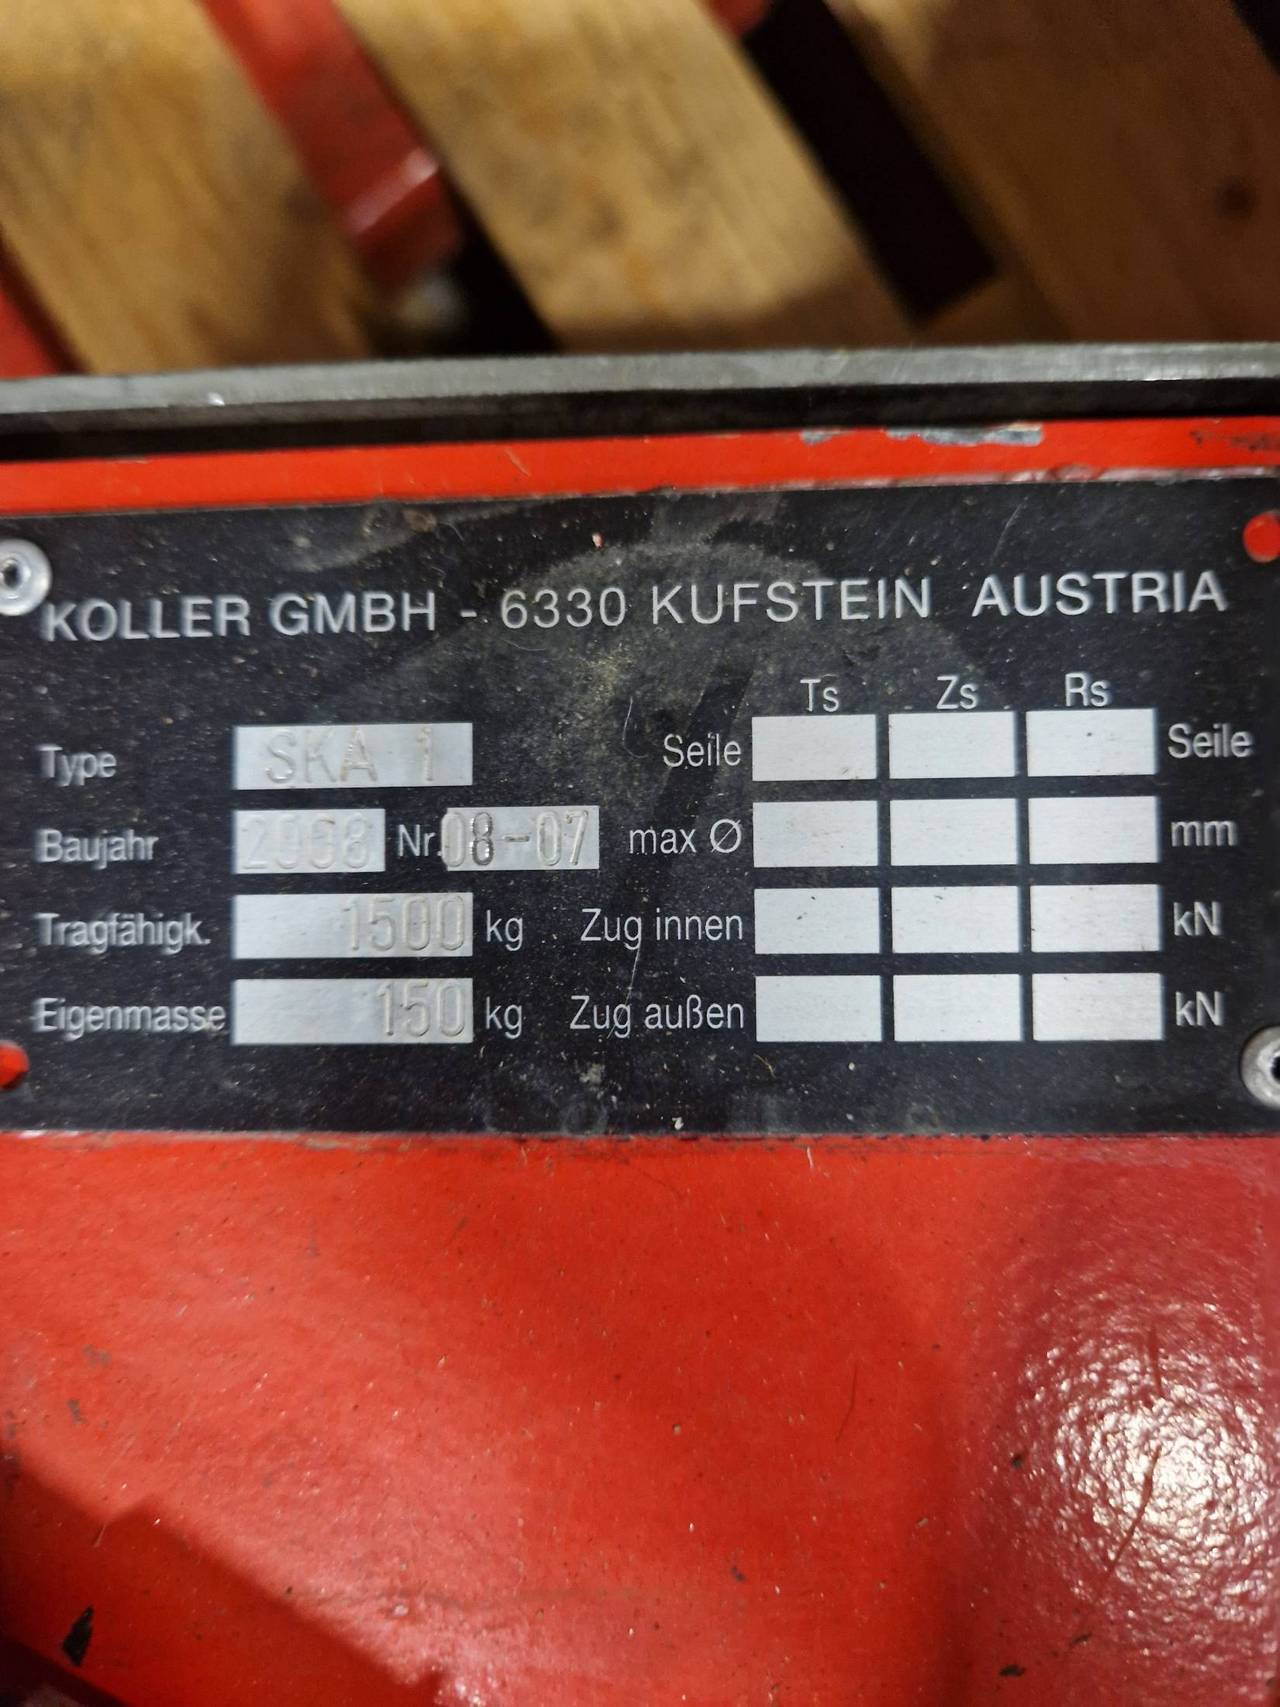 KOLLER GMBH - 6330 KUFSTEIN AUSTRIA
Ts Zs Rs
Type SKA 1 Seile Seile
Baujahr 2008 Nr. 08-07 max Ø mm
Tragfähigk. 1500 kg Zug innen kN
Eigenmasse 150 kg Zug außen kN